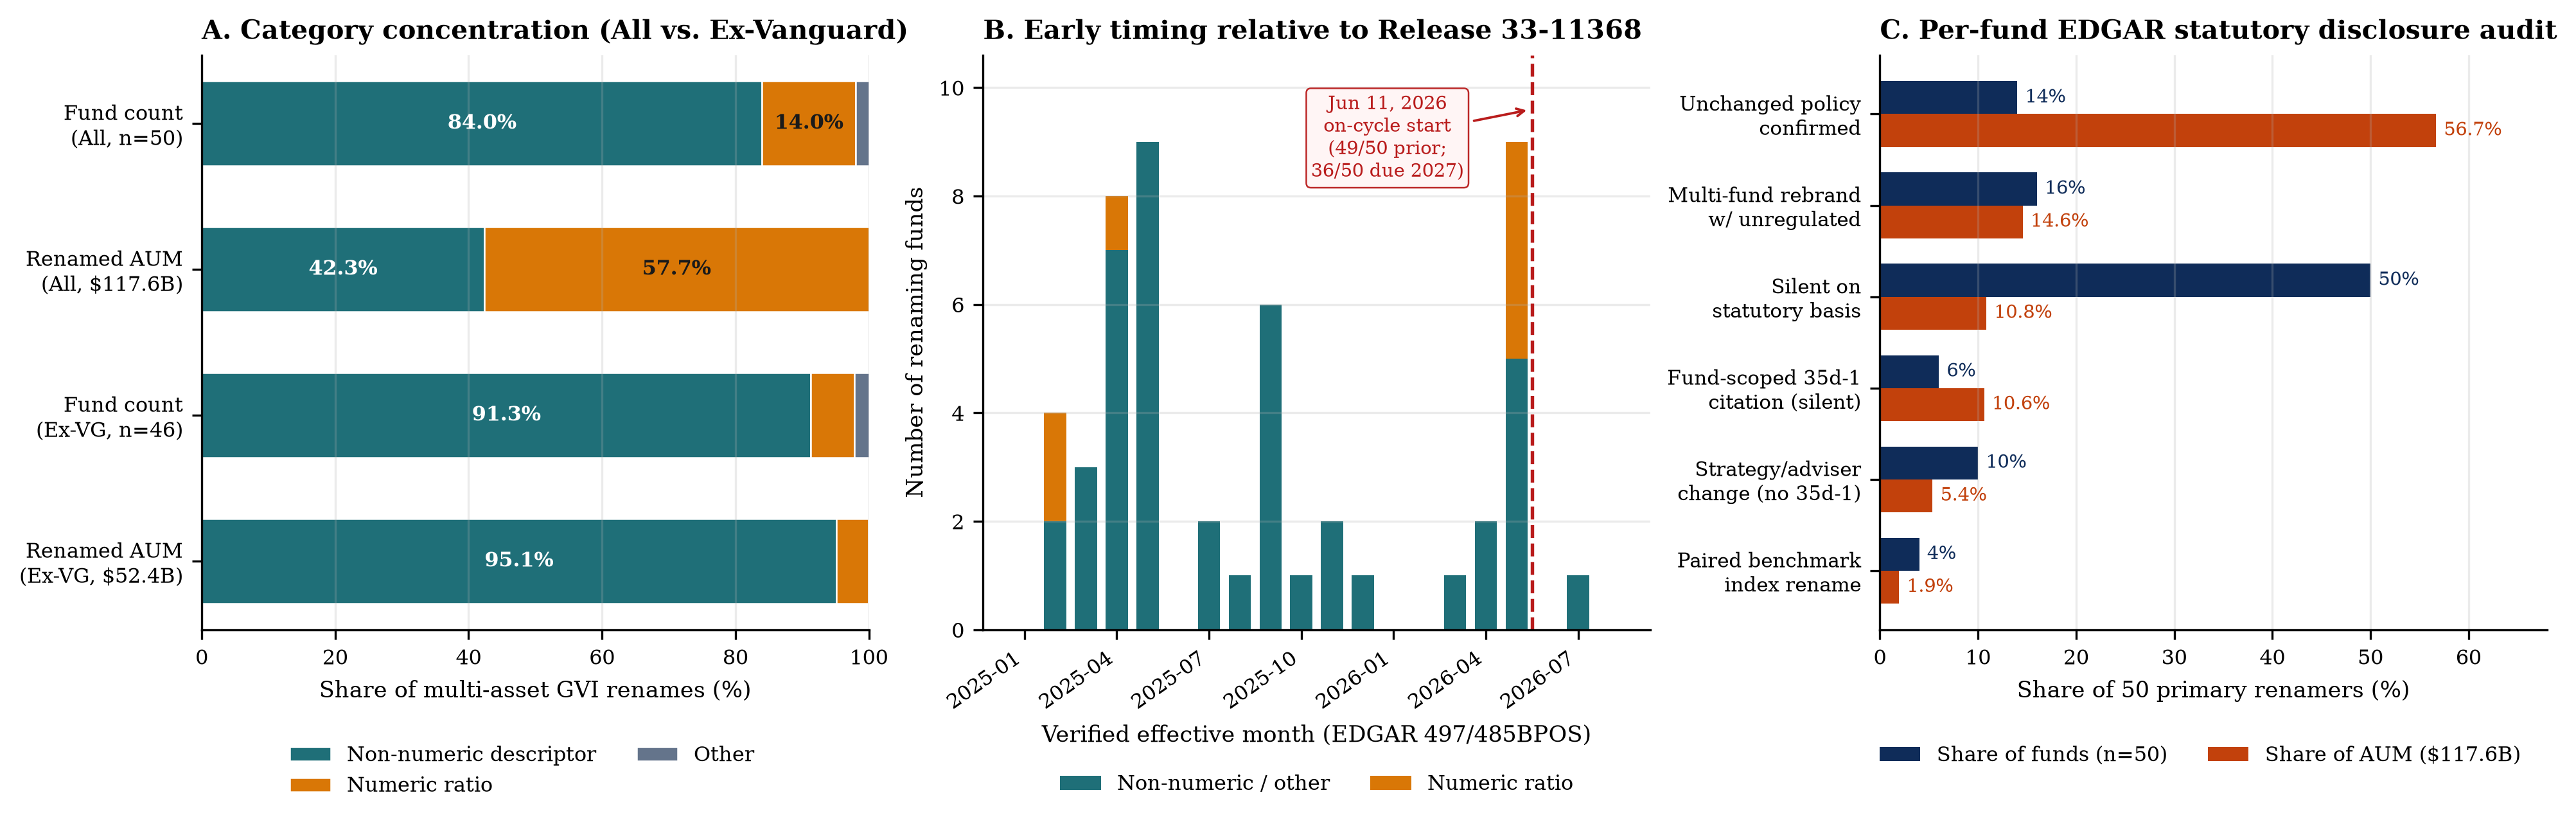 A. Category concentration (All vs. Ex-Vanguard)
Fund count
(All, n=50)
84.0%
14.0%
Renamed AUM
(All, $117.6B)
42.3%
57.7%
Fund count
(Ex-VG, n=46)
91.3%
Renamed AUM
(Ex-VG, $52.4B)
95.1%
0
20
40
60
80
100
Share of multi-asset GVI renames (%)
Non-numeric descriptor
Numeric ratio
Other
B. Early timing relative to Release 33-11368
Number of renaming funds
10
8
6
4
2
0
Jun 11, 2026
on-cycle start
(49/50 prior;
36/50 due 2027)
2025-01
2025-04
2025-07
2025-10
2026-01
2026-04
2026-07
Verified effective month (EDGAR 497/485BPOS)
Non-numeric / other
Numeric ratio
C. Per-fund EDGAR statutory disclosure audit
Unchanged policy
confirmed
14%
56.7%
Multi-fund rebrand
w/ unregulated
16%
14.6%
Silent on
statutory basis
50%
10.8%
Fund-scoped 35d-1
citation (silent)
6%
10.6%
Strategy/adviser
change (no 35d-1)
10%
5.4%
Paired benchmark
index rename
4%
1.9%
0
10
20
30
40
50
60
Share of 50 primary renamers (%)
Share of funds (n=50)
Share of AUM ($117.6B)